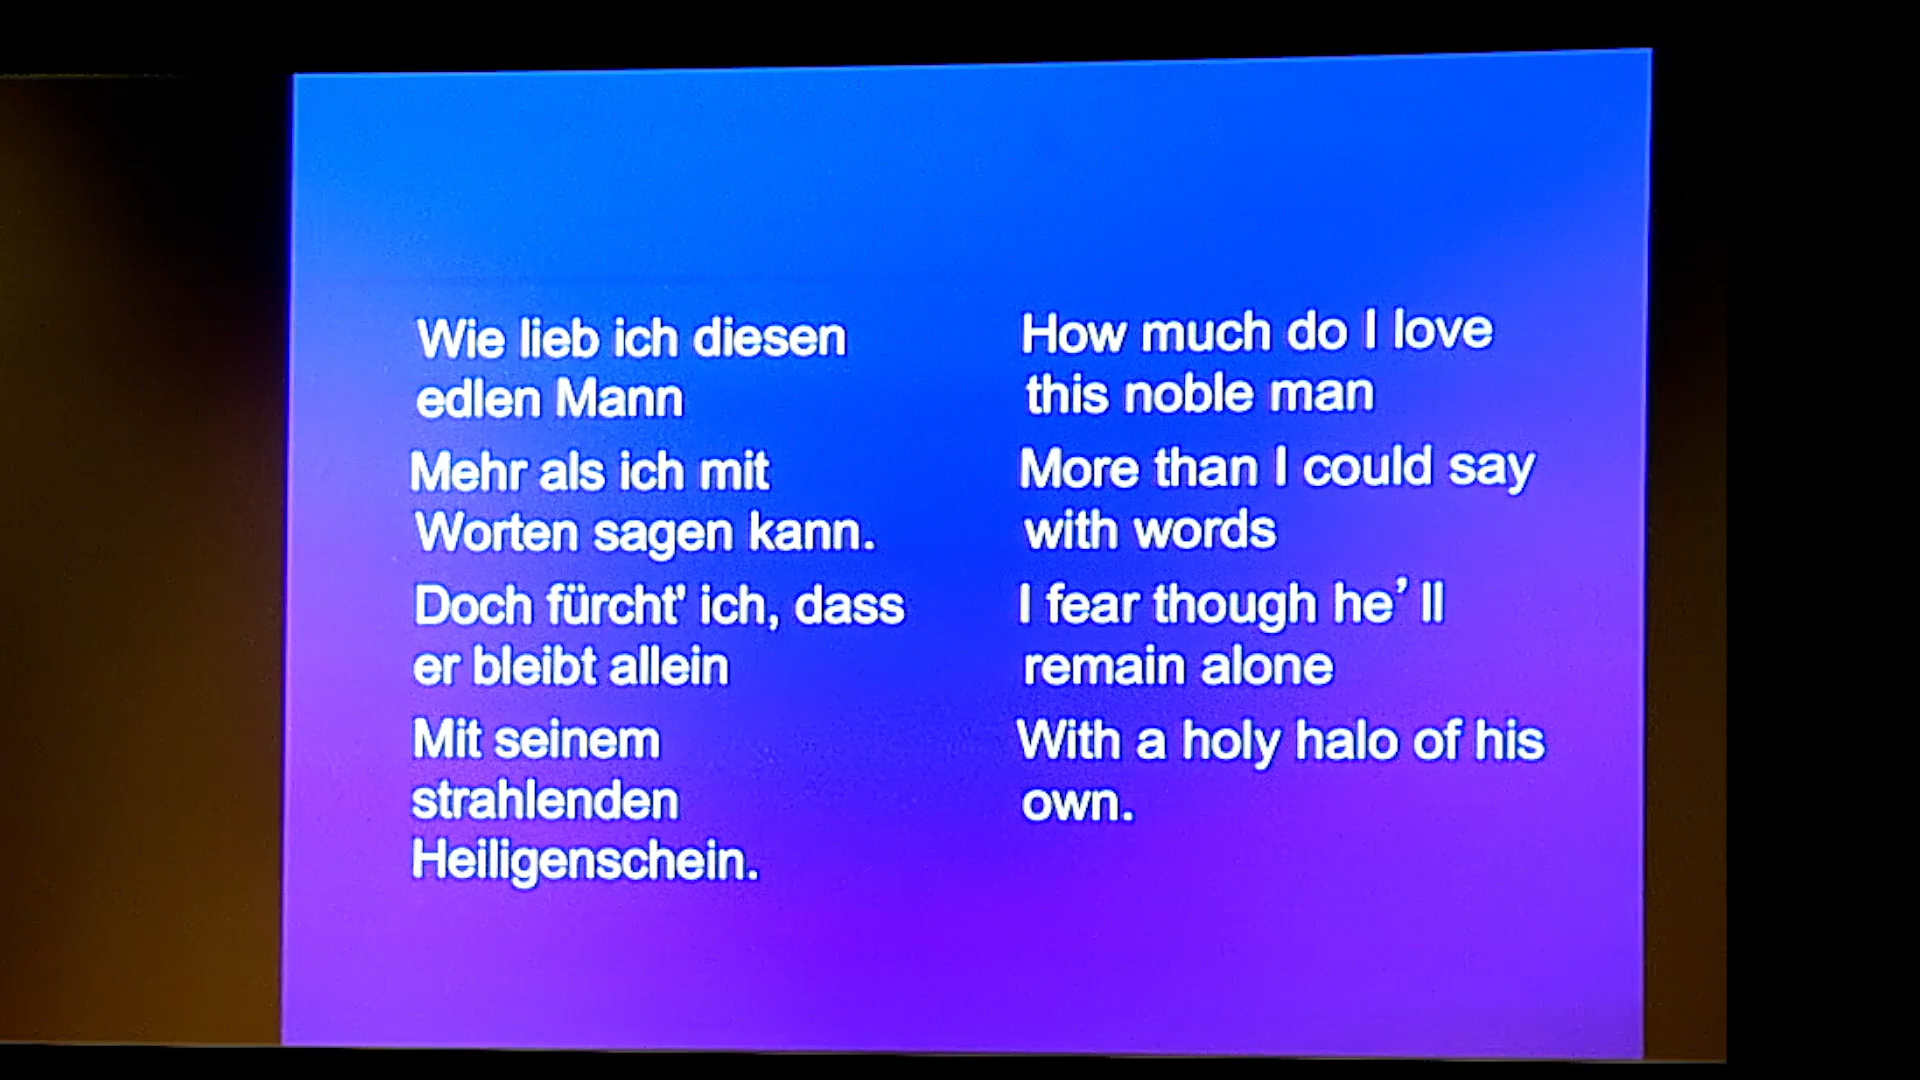 Wie lieb ich diesen
edlen Mann
Mehr als ich mit
Worten sagen kann.
Doch fürcht' ich, dass
er bleibt allein
Mit seinem
strahlenden
Heiligenschein.
How much do I love
this noble man
More than I could say
with words
I fear though he’ll
remain alone
With a holy halo of his
own.